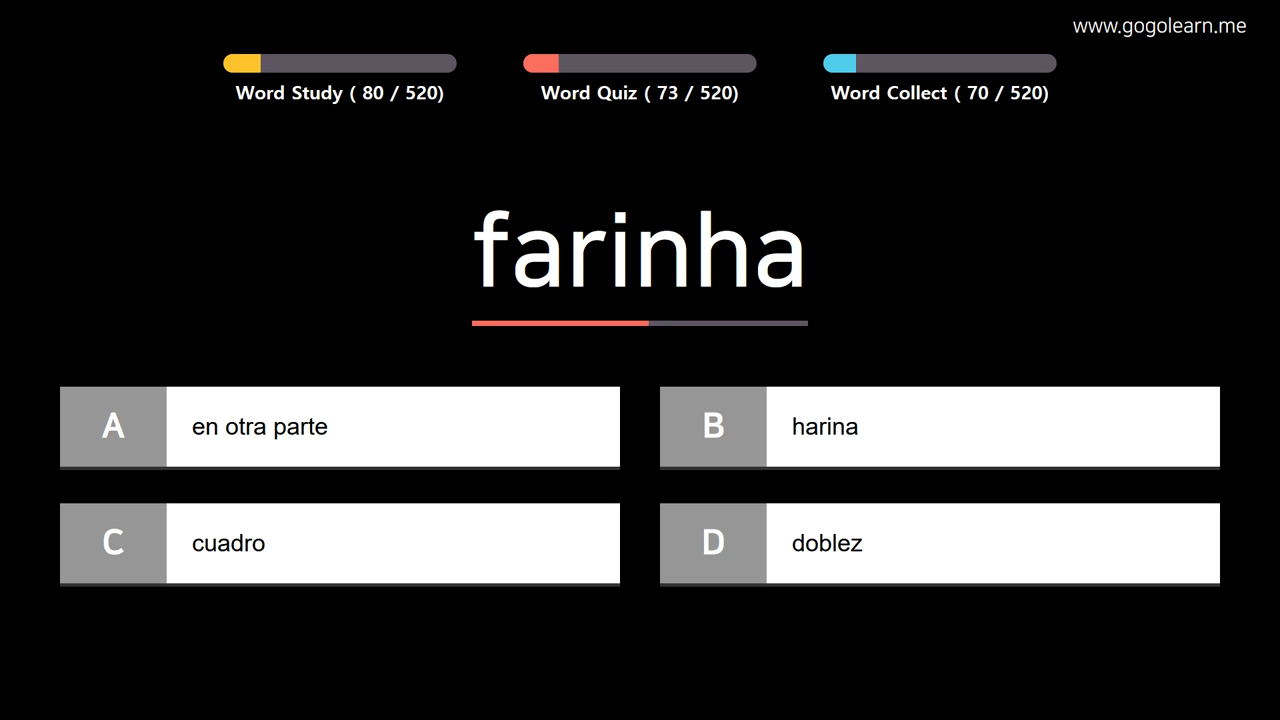 www.gogolearn.me
Word Study ( 80 / 520)
Word Quiz ( 73 / 520)
Word Collect ( 70 / 520)
farinha
A
en otra parte
B
harina
C
cuadro
D
doblez